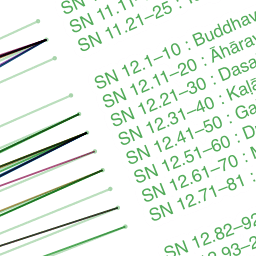 SN
SN 11.11
SN 11.21–25 :
SN 12.1–10 : Buddhav
SN 12.11–20 : Āhārav
SN 12.21–30 : Dasa
SN 12.31–40 : Kaḷā
SN 12.41–50 : Ga
SN 12.51–60 : D
SN 12.61–70 :
SN 12.71–81 :
SN 12.82–92
12.93–2